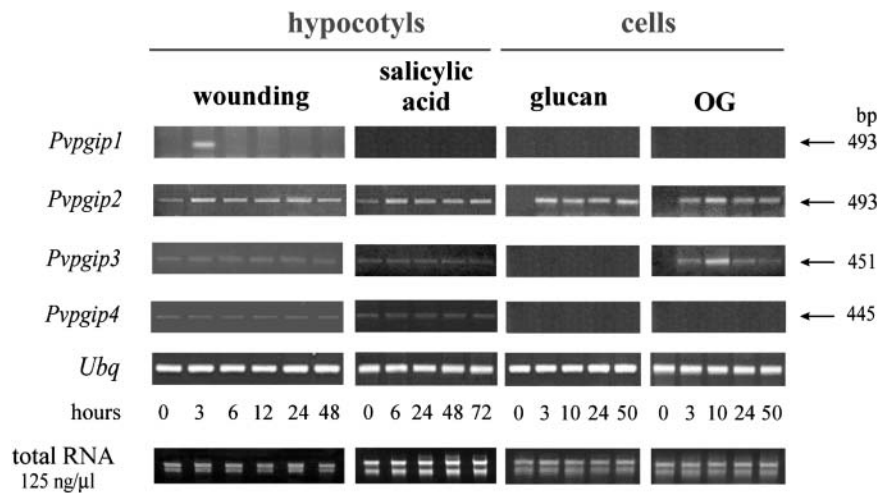 hypocotyls cells
wounding salicylic acid glucan OG
bp
Pvpgip1 493
Pvpgip2 493
Pvpgip3 451
Pvpgip4 445
Ubq
hours 0 3 6 12 24 48 0 6 24 48 72 0 3 10 24 50 0 3 10 24 50
total RNA
125 ng/µl